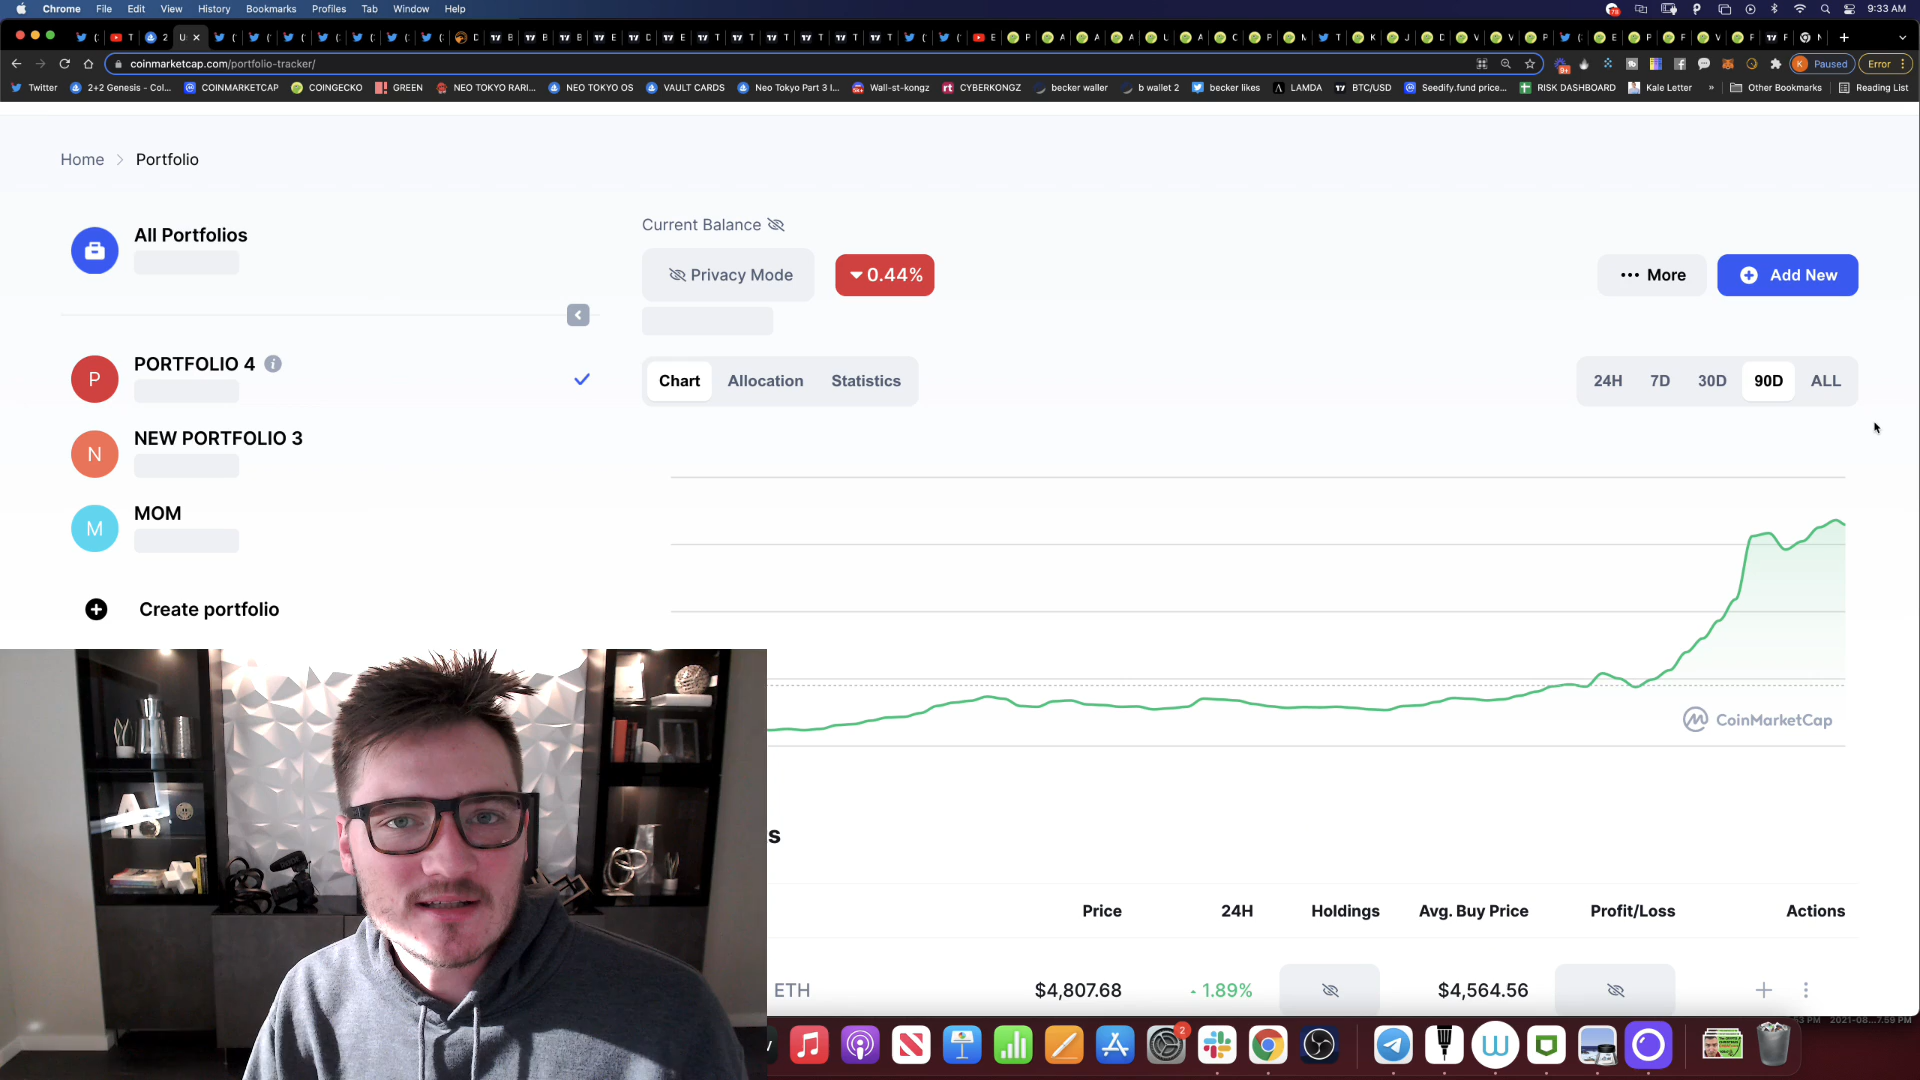 Chrome File Edit View History Bookmarks Profiles Tab Window Help
9:33 AM
coinmarketcap.com/portfolio-tracker/
Paused
Error
Twitter 2+2 Genesis - Col... COINMARKETCAP COINGECKO GREEN NEO TOKYO RARI... NEO TOKYO OS VAULT CARDS Neo Tokyo Part 3 I... Wall-st-kongz CYBERKONGZ becker waller b wallet 2 becker likes LAMDA BTC/USD Seedify.fund price... RISK DASHBOARD Kale Letter » Other Bookmarks Reading List
Home > Portfolio
All Portfolios
Current Balance
Privacy Mode
0.44%
More
Add New
P
PORTFOLIO 4
N
NEW PORTFOLIO 3
M
MOM
Create portfolio
Chart Allocation Statistics
24H 7D 30D 90D ALL
CoinMarketCap
s
Price 24H Holdings Avg. Buy Price Profit/Loss Actions
ETH $4,807.68 1.89% $4,564.56
2